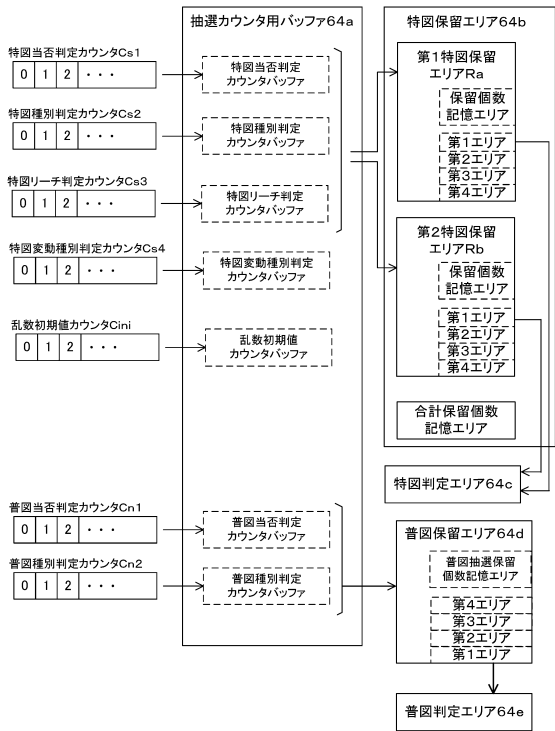 抽選カウンタ用バッファ64a
特図当否判定カウンタCs1
0 1 2 ・・・
特図当否判定
カウンタバッファ
特図種別判定カウンタCs2
0 1 2 ・・・
特図種別判定
カウンタバッファ
特図リーチ判定カウンタCs3
0 1 2 ・・・
特図リーチ判定
カウンタバッファ
特図変動種別判定カウンタCs4
0 1 2 ・・・
特図変動種別判定
カウンタバッファ
乱数初期値カウンタCini
0 1 2 ・・・
乱数初期値
カウンタバッファ
普図当否判定カウンタCn1
0 1 2 ・・・
普図当否判定
カウンタバッファ
普図種別判定カウンタCn2
0 1 2 ・・・
普図種別判定
カウンタバッファ
特図保留エリア64b
第1特図保留
エリアRa
保留個数
記憶エリア
第1エリア
第2エリア
第3エリア
第4エリア
第2特図保留
エリアRb
保留個数
記憶エリア
第1エリア
第2エリア
第3エリア
第4エリア
合計保留個数
記憶エリア
特図判定エリア64c
普図保留エリア64d
普図抽選保留
個数記憶エリア
第4エリア
第3エリア
第2エリア
第1エリア
普図判定エリア64e